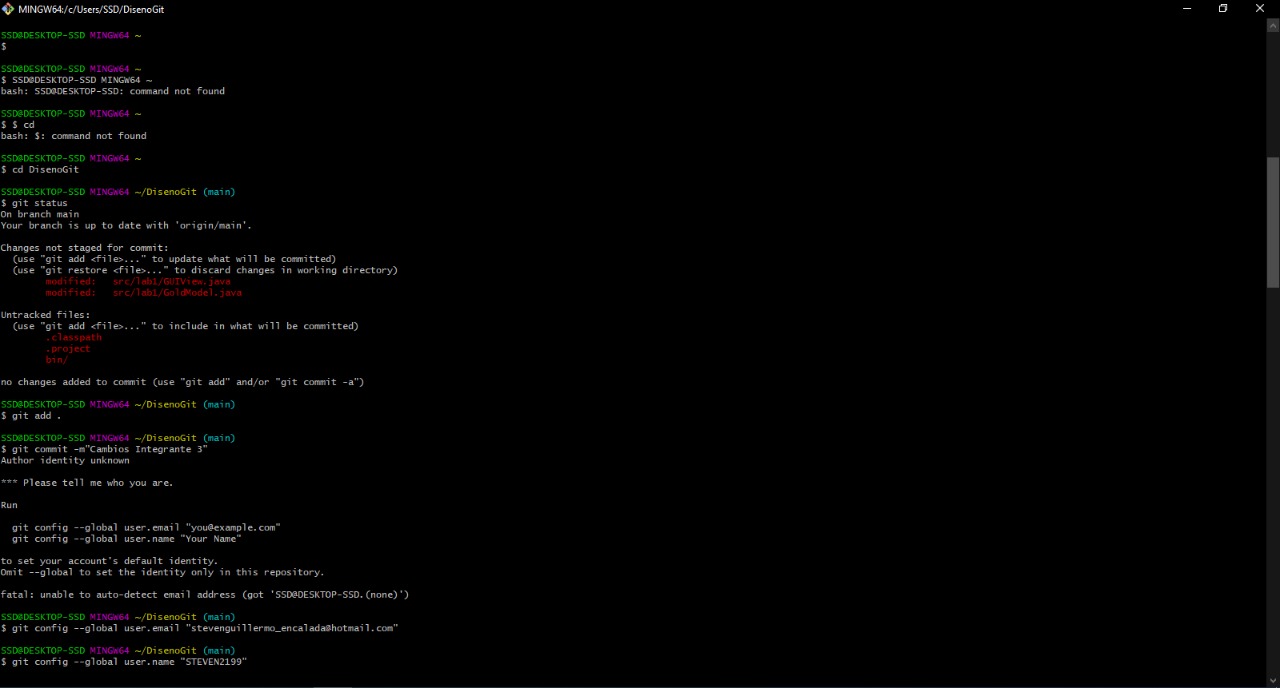 MINGW64:/c/Users/SSD/DisenoGit
SSD@DESKTOP-SSD MINGW64 ~
$
SSD@DESKTOP-SSD MINGW64 ~
$ SSD@DESKTOP-SSD MINGW64 ~
bash: SSD@DESKTOP-SSD: command not found
SSD@DESKTOP-SSD MINGW64 ~
$ $ cd
bash: $: command not found
SSD@DESKTOP-SSD MINGW64 ~
$ cd DisenoGit
SSD@DESKTOP-SSD MINGW64 ~/DisenoGit (main)
$ git status
On branch main
Your branch is up to date with 'origin/main'.
Changes not staged for commit:
  (use "git add <file>..." to update what will be committed)
  (use "git restore <file>..." to discard changes in working directory)
        modified:   src/lab1/GUIView.java
        modified:   src/lab1/GoldModel.java
Untracked files:
  (use "git add <file>..." to include in what will be committed)
        .classpath
        .project
        bin/
no changes added to commit (use "git add" and/or "git commit -a")
SSD@DESKTOP-SSD MINGW64 ~/DisenoGit (main)
$ git add .
SSD@DESKTOP-SSD MINGW64 ~/DisenoGit (main)
$ git commit -m"Cambios Integrante 3"
Author identity unknown
*** Please tell me who you are.
Run
  git config --global user.email "you@example.com"
  git config --global user.name "Your Name"
to set your account's default identity.
Omit --global to set the identity only in this repository.
fatal: unable to auto-detect email address (got 'SSD@DESKTOP-SSD.(none)')
SSD@DESKTOP-SSD MINGW64 ~/DisenoGit (main)
$ git config --global user.email "stevenguillermo_encalada@hotmail.com"
SSD@DESKTOP-SSD MINGW64 ~/DisenoGit (main)
$ git config --global user.name "STEVEN2199"